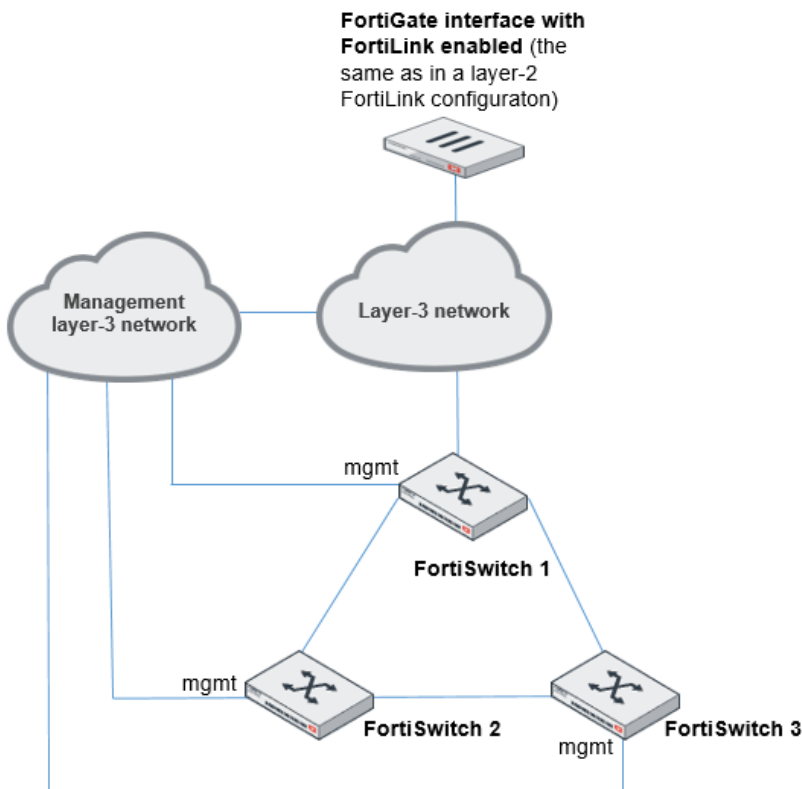 FortiGate interface with
FortiLink enabled (the
same as in a layer-2
FortiLink configuraton)
Management
layer-3 network
Layer-3 network
mgmt
FortiSwitch 1
mgmt
FortiSwitch 2
FortiSwitch 3
mgmt